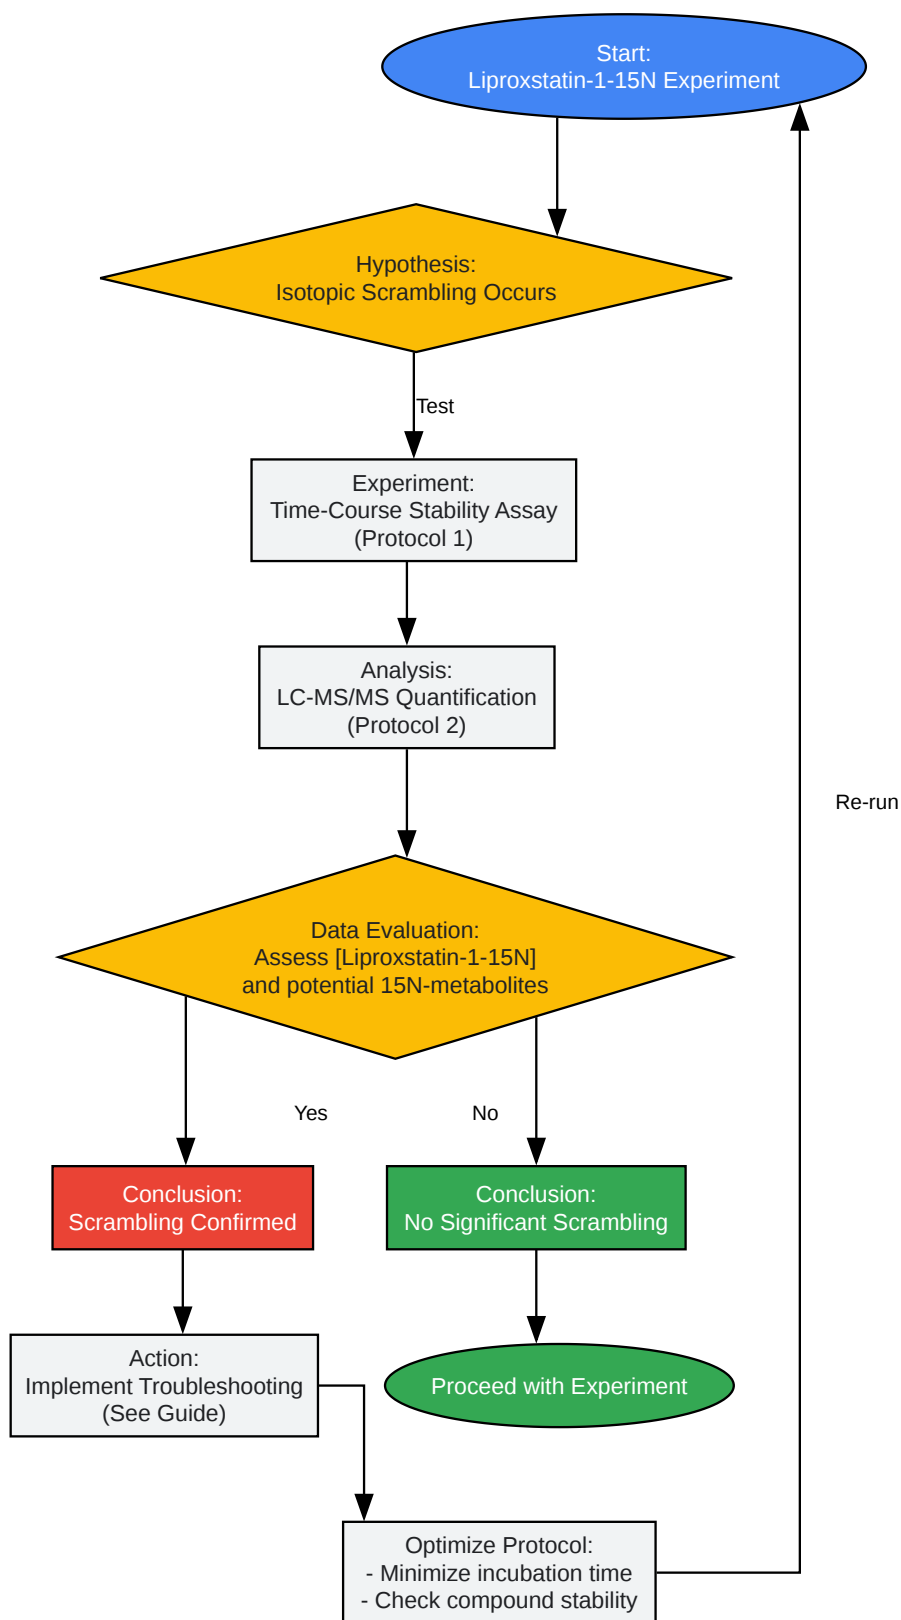 Start:
Liproxstatin-1-15N Experiment
Hypothesis:
Isotopic Scrambling Occurs
Test
Experiment:
Time-Course Stability Assay
(Protocol 1)
Analysis:
LC-MS/MS Quantification
(Protocol 2)
Re-run
Data Evaluation:
Assess [Liproxstatin-1-15N]
and potential 15N-metabolites
Yes
No
Conclusion:
Scrambling Confirmed
Conclusion:
No Significant Scrambling
Action:
Implement Troubleshooting
(See Guide)
Proceed with Experiment
Optimize Protocol:
- Minimize incubation time
- Check compound stability